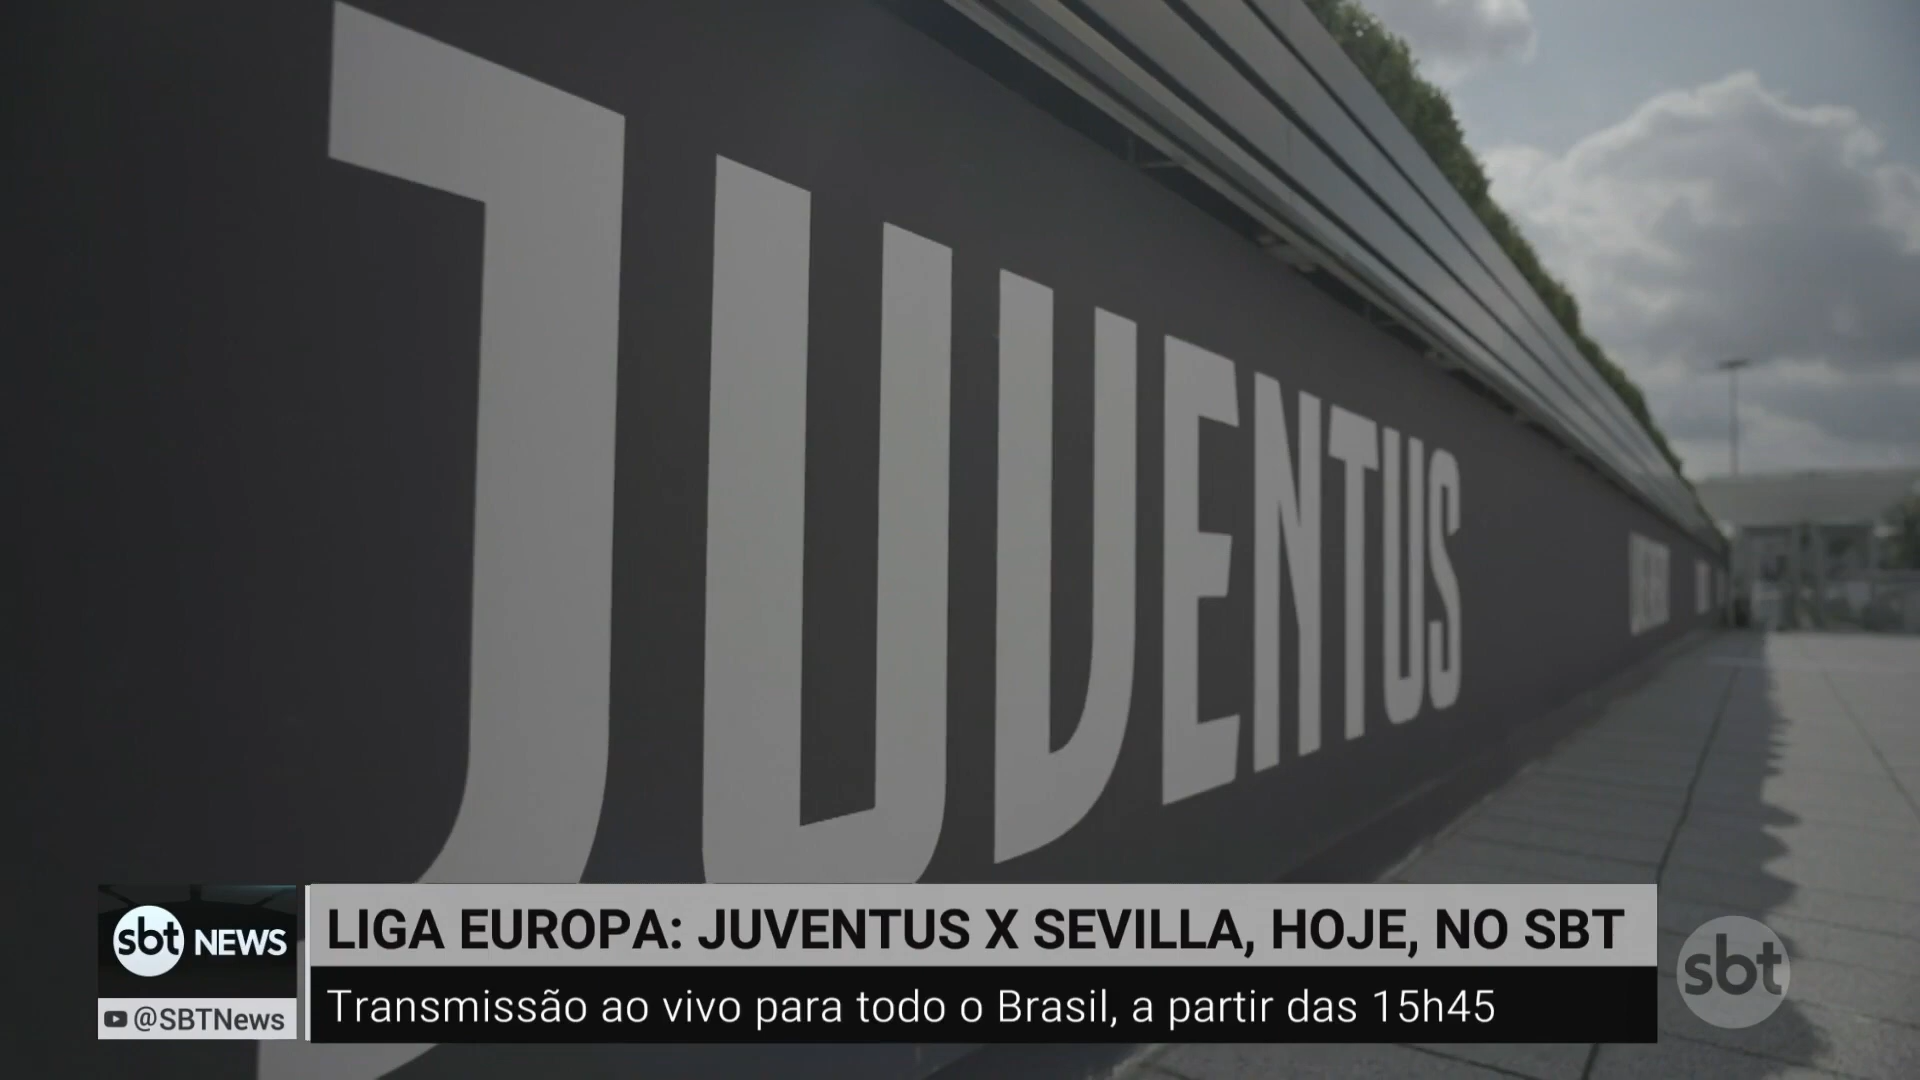 JUVENTUS
sbt NEWS
@SBTNews
LIGA EUROPA: JUVENTUS X SEVILLA, HOJE, NO SBT
Transmissão ao vivo para todo o Brasil, a partir das 15h45
sbt